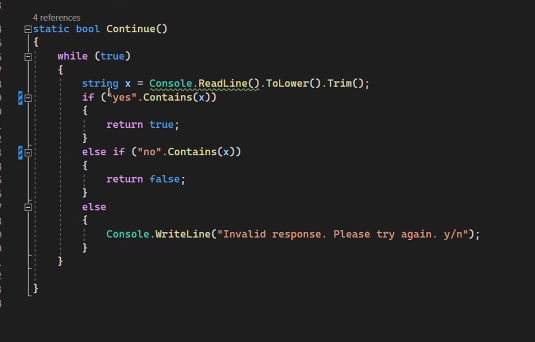 4 references
static bool Continue()
{
while (true)
{
string x = Console.ReadLine().ToLower().Trim();
if ("yes".Contains(x))
{
return true;
}
else if ("no".Contains(x))
{
return false;
}
else
{
Console.WriteLine("Invalid response. Please try again. y/n");
}
}
}